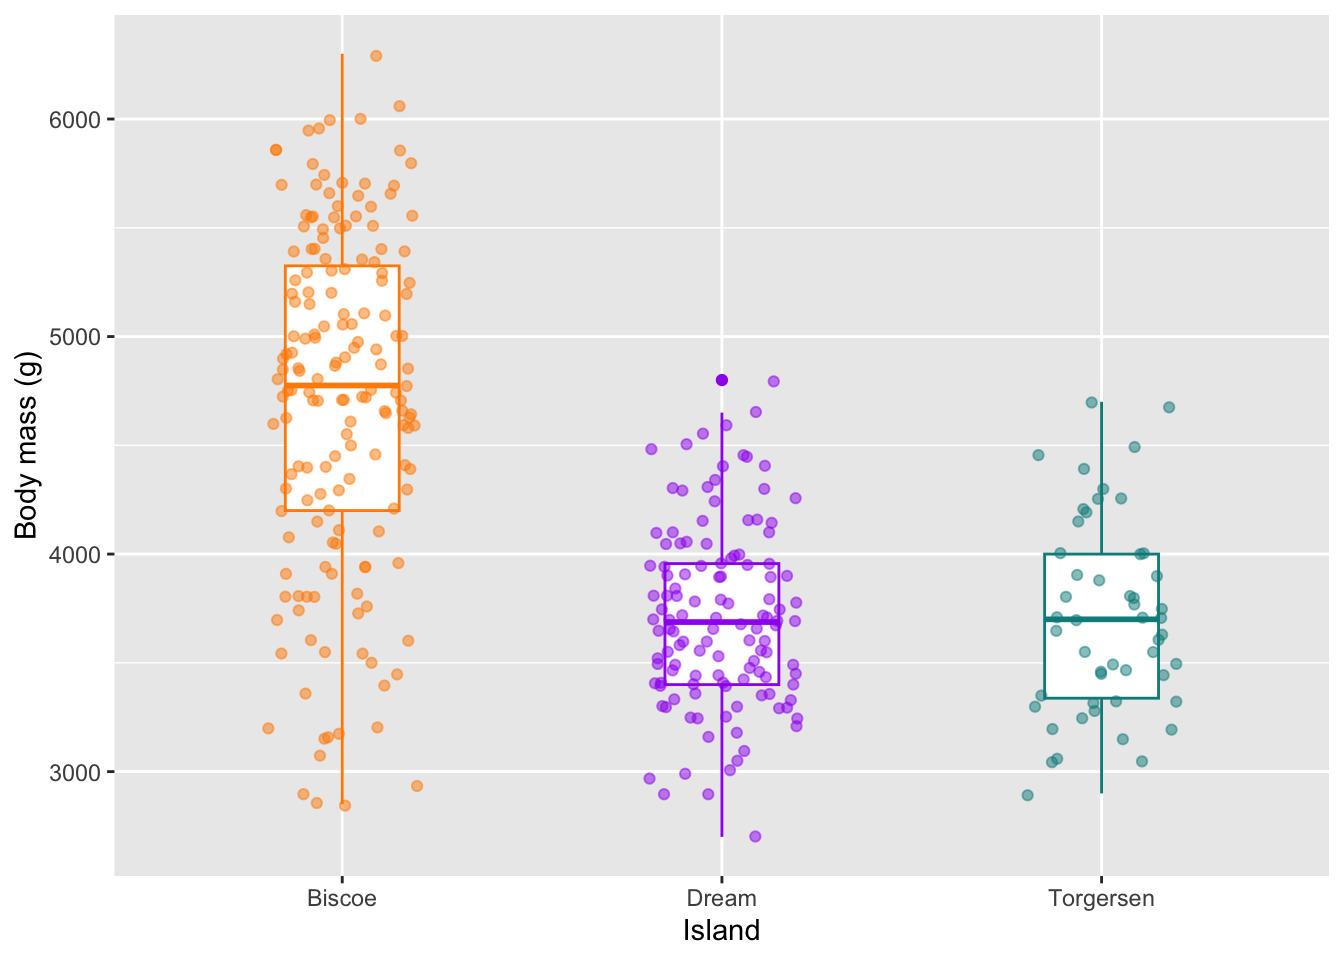 Body mass (g)
6000
5000
4000
3000
Biscoe
Dream
Torgersen
Island